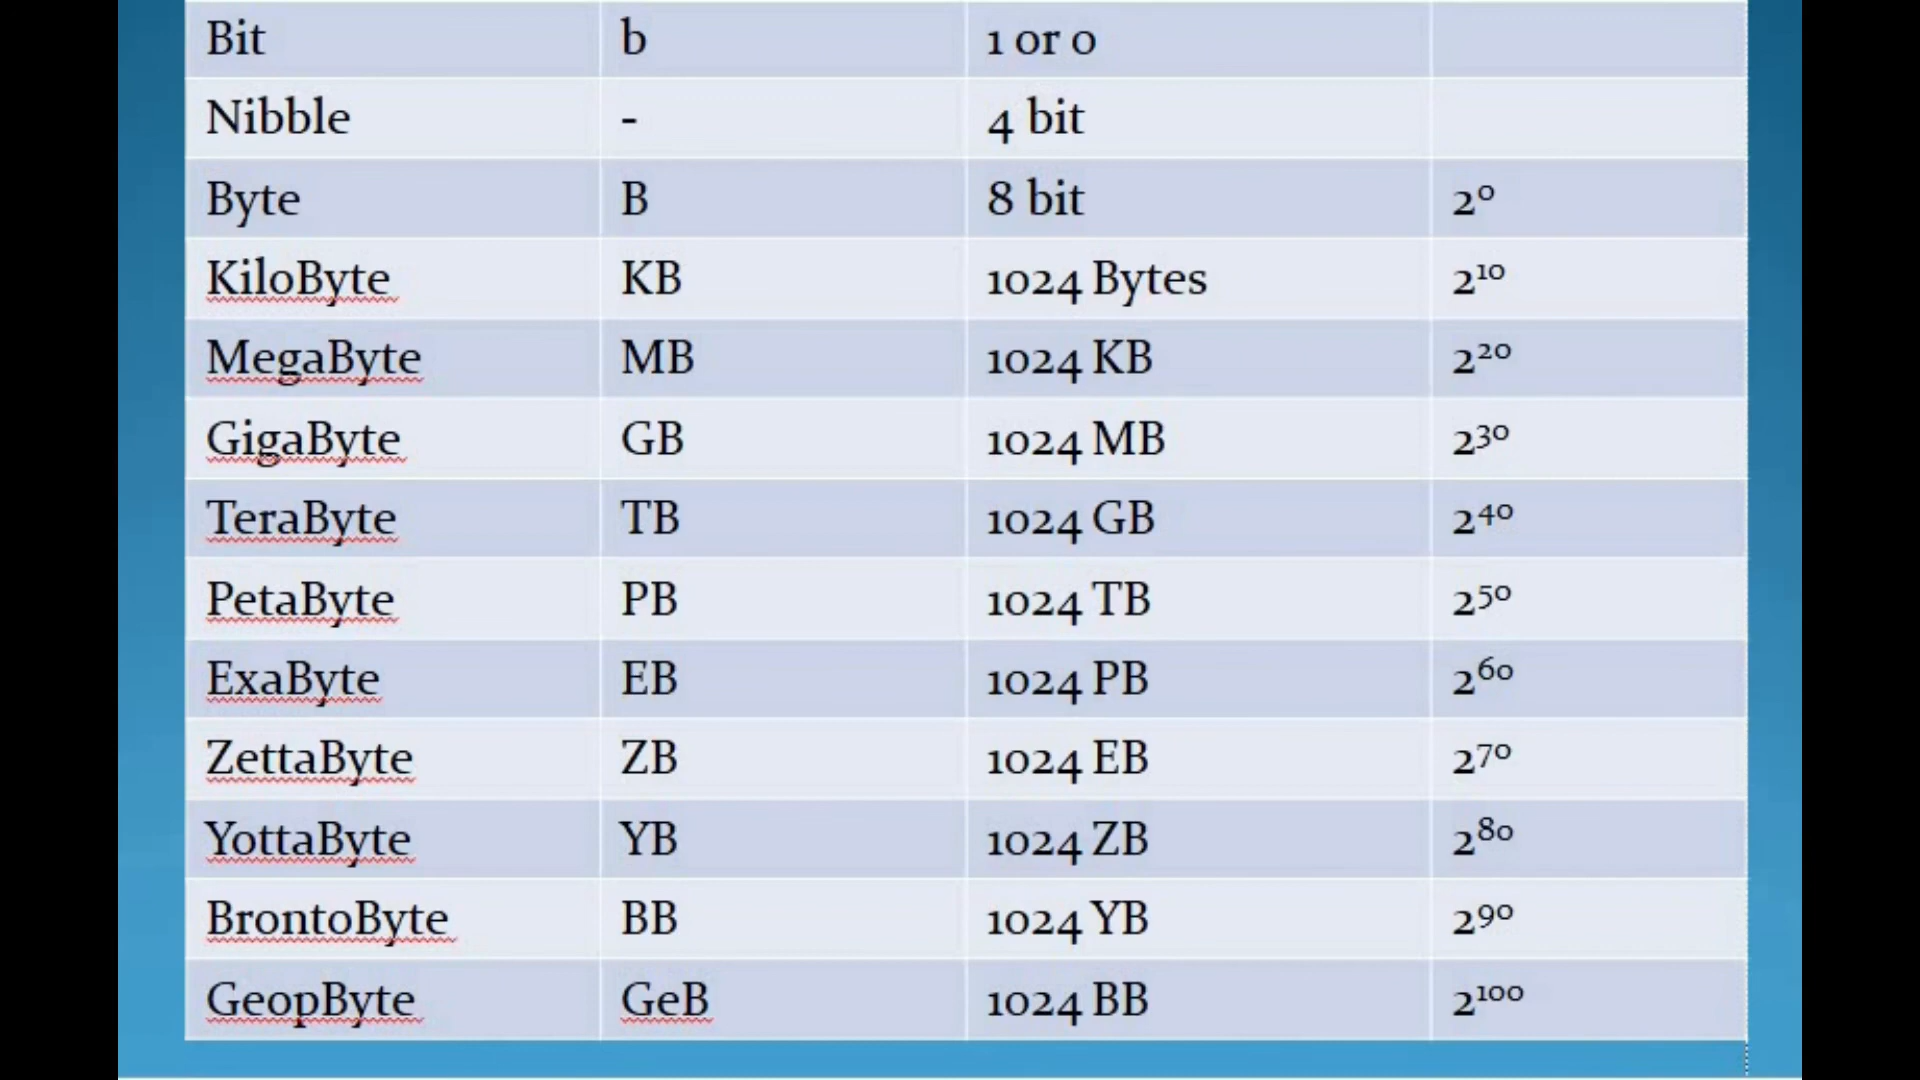 Bit b 1 or 0
Nibble - 4 bit
Byte B 8 bit 2⁰
KiloByte KB 1024 Bytes 2¹⁰
MegaByte MB 1024 KB 2²⁰
GigaByte GB 1024 MB 2³⁰
TeraByte TB 1024 GB 2⁴⁰
PetaByte PB 1024 TB 2⁵⁰
ExaByte EB 1024 PB 2⁶⁰
ZettaByte ZB 1024 EB 2⁷⁰
YottaByte YB 1024 ZB 2⁸⁰
BrontoByte BB 1024 YB 2⁹⁰
GeopByte GeB 1024 BB 2¹⁰⁰